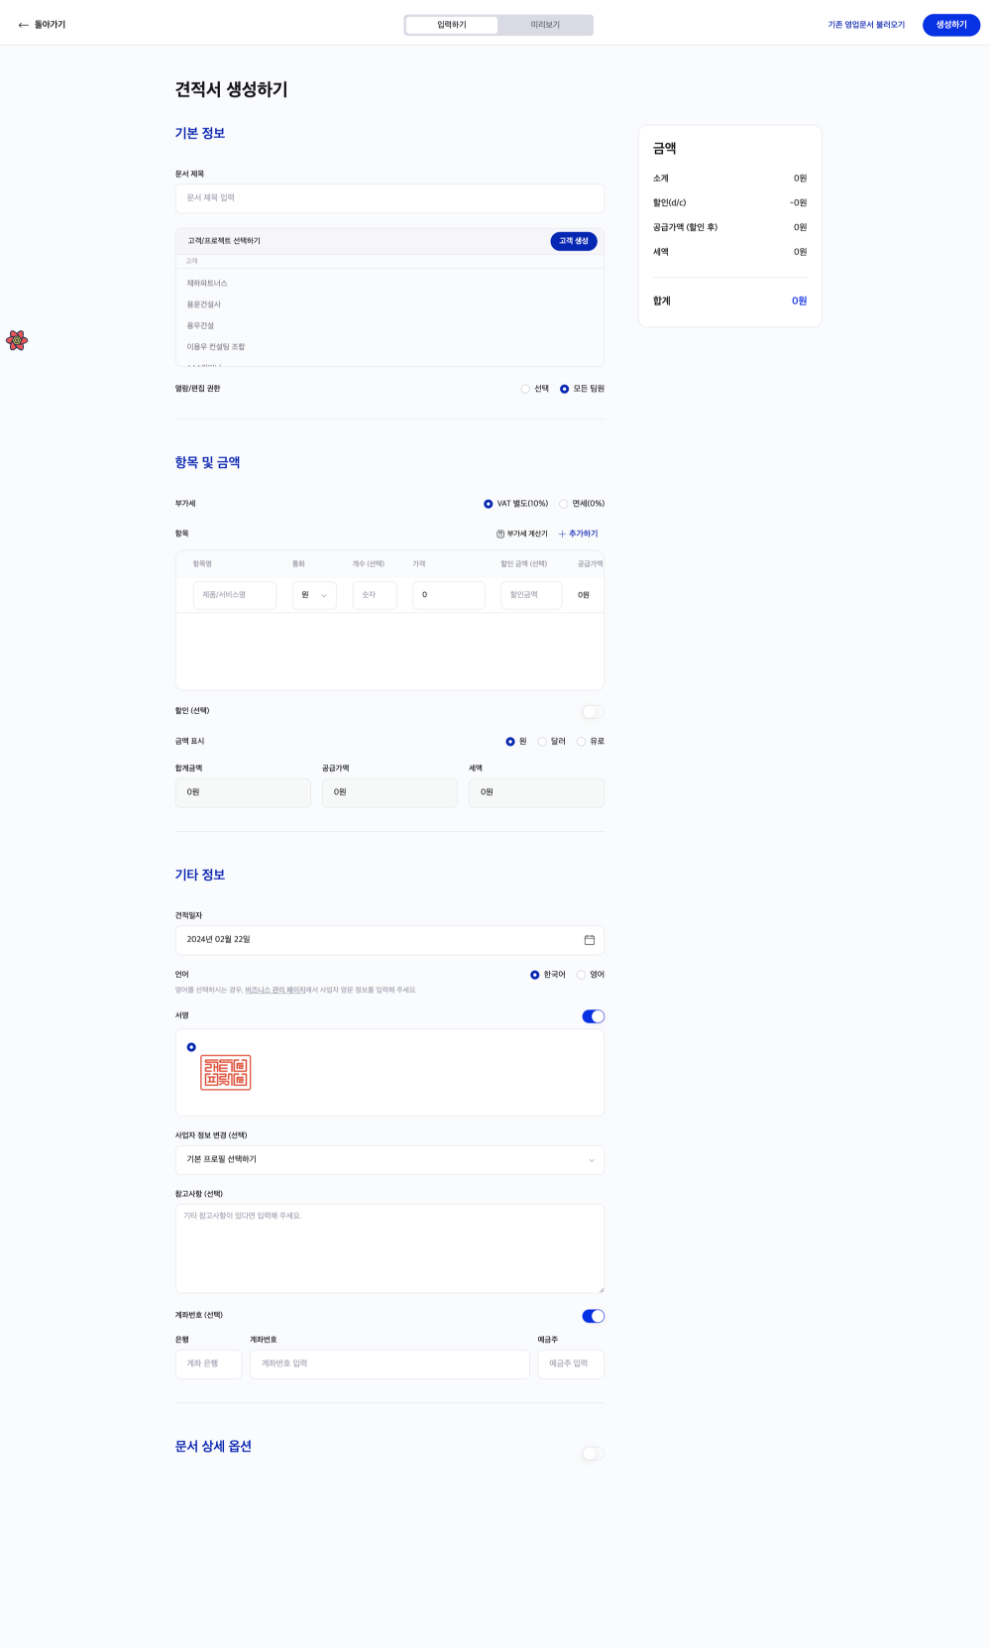 돌아가기
입력하기
미리보기
기존 영업문서 불러오기
생성하기
견적서 생성하기
기본 정보
문서 제목
문서 제목 입력
고객/프로젝트 선택하기
고객 생성
고객
재하파트너스
용운건설사
용우건설
이용우 컨설팅 조합
열람/편집 권한
선택
모든 팀원
금액
소계 0원
할인(d/c) -0원
공급가액 (할인 후) 0원
세액 0원
합계 0원
항목 및 금액
부가세
VAT 별도(10%)
면세(0%)
항목
부가세 계산기
추가하기
항목명 통화 개수 (선택) 가격 할인 금액 (선택) 공급가액
제품/서비스명 원 숫자 0 할인금액 0원
할인 (선택)
금액 표시
원
달러
유로
합계금액 공급가액 세액
0원 0원 0원
기타 정보
견적일자
2024년 02월 22일
언어
한국어
영어
영어를 선택하시는 경우, 비즈니스 관리 페이지에서 사업자 영문 정보를 입력해 주세요.
서명
사업자 정보 변경 (선택)
기본 프로필 선택하기
참고사항 (선택)
기타 참고사항이 있다면 입력해 주세요.
계좌번호 (선택)
은행 계좌번호 예금주
계좌 은행 계좌번호 입력 예금주 입력
문서 상세 옵션